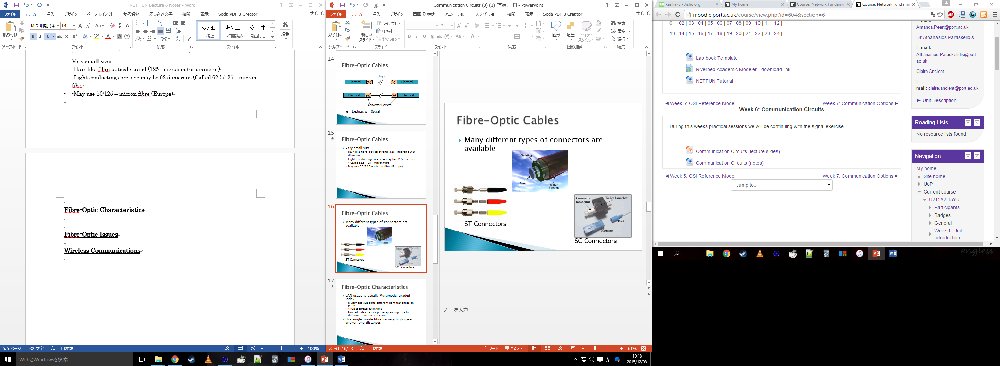 NET FUN Lecture 6 Notes - Word
ファイル ホーム 挿入 デザイン ページ レイアウト 参考資料 差し込み文書 校閲 表示 Soda PDF 8 Creator サインイン
貼り付け
ＭＳ 明朝 (本 14
あア亜 あア亜 あア亜
標準 行間詰め 見出し 1
編集
クリップボード フォント 段落 スタイル
- Very small size
- -Hair-like fibre-optical strand (125- micron outer diameter)
- -Light-conducting core size may be 62.5 microns (Called 62.5/125 – micron
fibe
- -May use 50/125 – micron fibre (Europe)
Fibre-Optic Characteristics
Fibre-Optic Issues
Wireless Communications
5/5 ページ 532 文字 日本語 100%
Communication Circuits (3) (1) [互換モード] - PowerPoint
ファイル ホーム 挿入 デザイン 画面切り替え アニメーション スライド ショー 校閲 表示 Soda PDF 8 Creator サインイン
貼り付け
新しい
スライド
レイアウト
リセット
セクション
24
図形 配置 クイック
スタイル
検索
置換
選択
クリップボード スライド フォント 段落 図形描画 編集
14
Fibre-Optic Cables
Light
Electrical e/o o/e Electrical
Electrical Electrical
Converter Devices
e = Electrical, o = Optical
15
Fibre-Optic Cables
Very small size
Hair-like fibre-optical strand (125- micron outer
diameter
Light-conducting core size may be 62.5 microns
Called 62.5/125 - micron fibre
May use 50/125 - micron fibre (Europe)
16
Fibre-Optic Cables
Many different types of connectors are
available
ST Connectors
SC Connectors
17
Fibre-Optic Characteristics
LAN usage is usually Multimode, graded
index
Multimode supports different light transmission
paths
Pulses spread out in time
Graded index resists pulse spreading due to
different transmission speeds.
Use single-mode fibre for very high speed
and/or long distances
Fibre-Optic Cables
Many different types of connectors are
available
Cladding
Core
Buffer
Coating
ST Connectors
Connector
main unit
Wedge launcher
Boot
Housing
SC Connectors
ノートを入力
スライド 16/23 日本語 ノート コメント 61%
WebとWindowsを検索
A
10:18
2015/12/08
kankaku - Jisho.org
My home
Course: Network Fundame
Course: Network Fundame
moodle.port.ac.uk/course/view.php?id=604&section=6
ABP 理
01 | 02 | 03 | 04 | 05 | 06 | 07 | 08 | 09 | 10 | 11 | 12 |
13 | 14 | 15 | 16 | 17 | 18 | 19 | 20 | 21 | 22 | 23 | 24 |
Lab book Template
Riverbed Academic Modeler - download link
NETFUN Tutorial 1
◀ Week 5: OSI Reference Model
Week 7: Communication Options ▶
Week 6: Communication Circuits
During this weeks practical sessions we will be continuing with the signal exercise
Communication Circuits (lecture slides)
Communication Circuits (notes)
◀ Week 5: OSI Reference Model
Week 7: Communication Options ▶
Jump to...
E-mail:
Amanda.Peart@port.ac.uk
Dr Athanasios Paraskelidis
E-mail:
Athanasios.Paraskelidis@port.
ac.uk
Claire Ancient
E-
mail: claire.ancient@port.ac.uk
Unit Description
Reading Lists
No resource lists found
Navigation
My home
Site home
UoP
Current course
U21262-15YR
Participants
Badges
General
Week 1: Unit
Introduction
engless